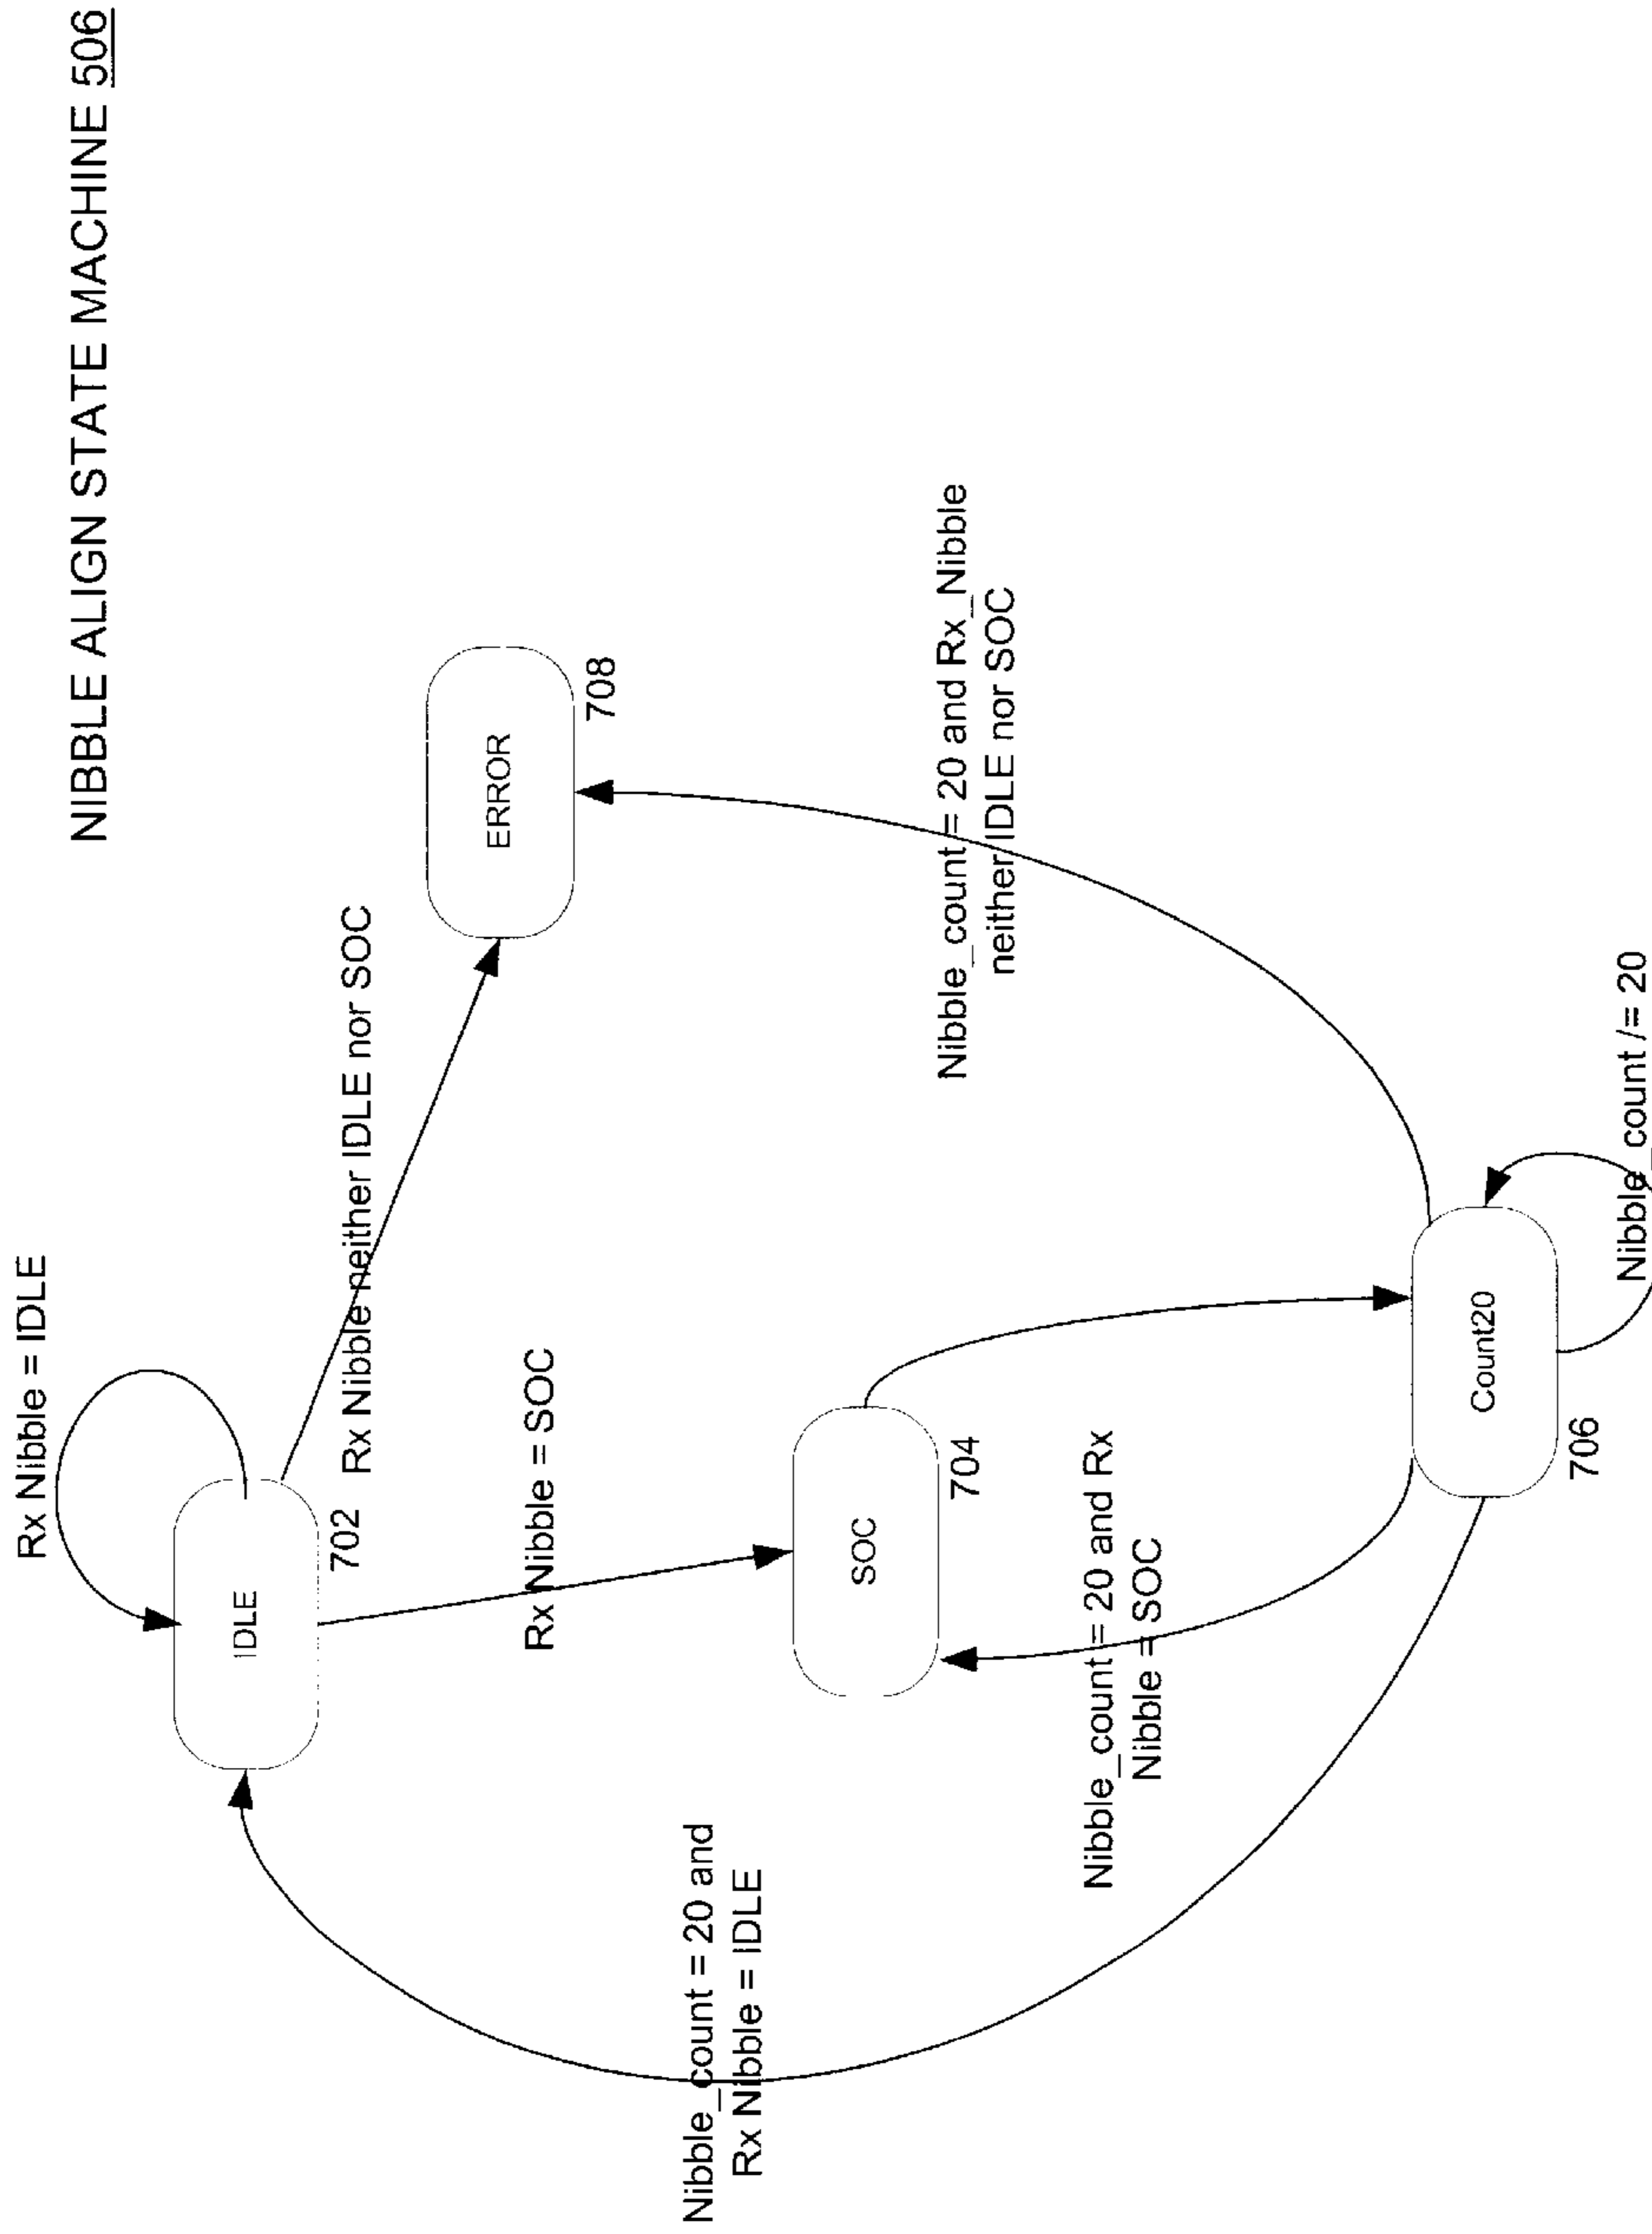 NIBBLE ALIGN STATE MACHINE 506
Rx Nibble = IDLE
IDLE
702
Rx Nibble neither IDLE nor SOC
ERROR
708
Rx Nibble = SOC
Nibble_count = 20 and
Rx Nibble = IDLE
SOC
704
Nibble_count = 20 and Rx_Nibble
neither IDLE nor SOC
Nibble_count = 20 and Rx
Nibble = SOC
Count20
706
Nibble_count /= 20